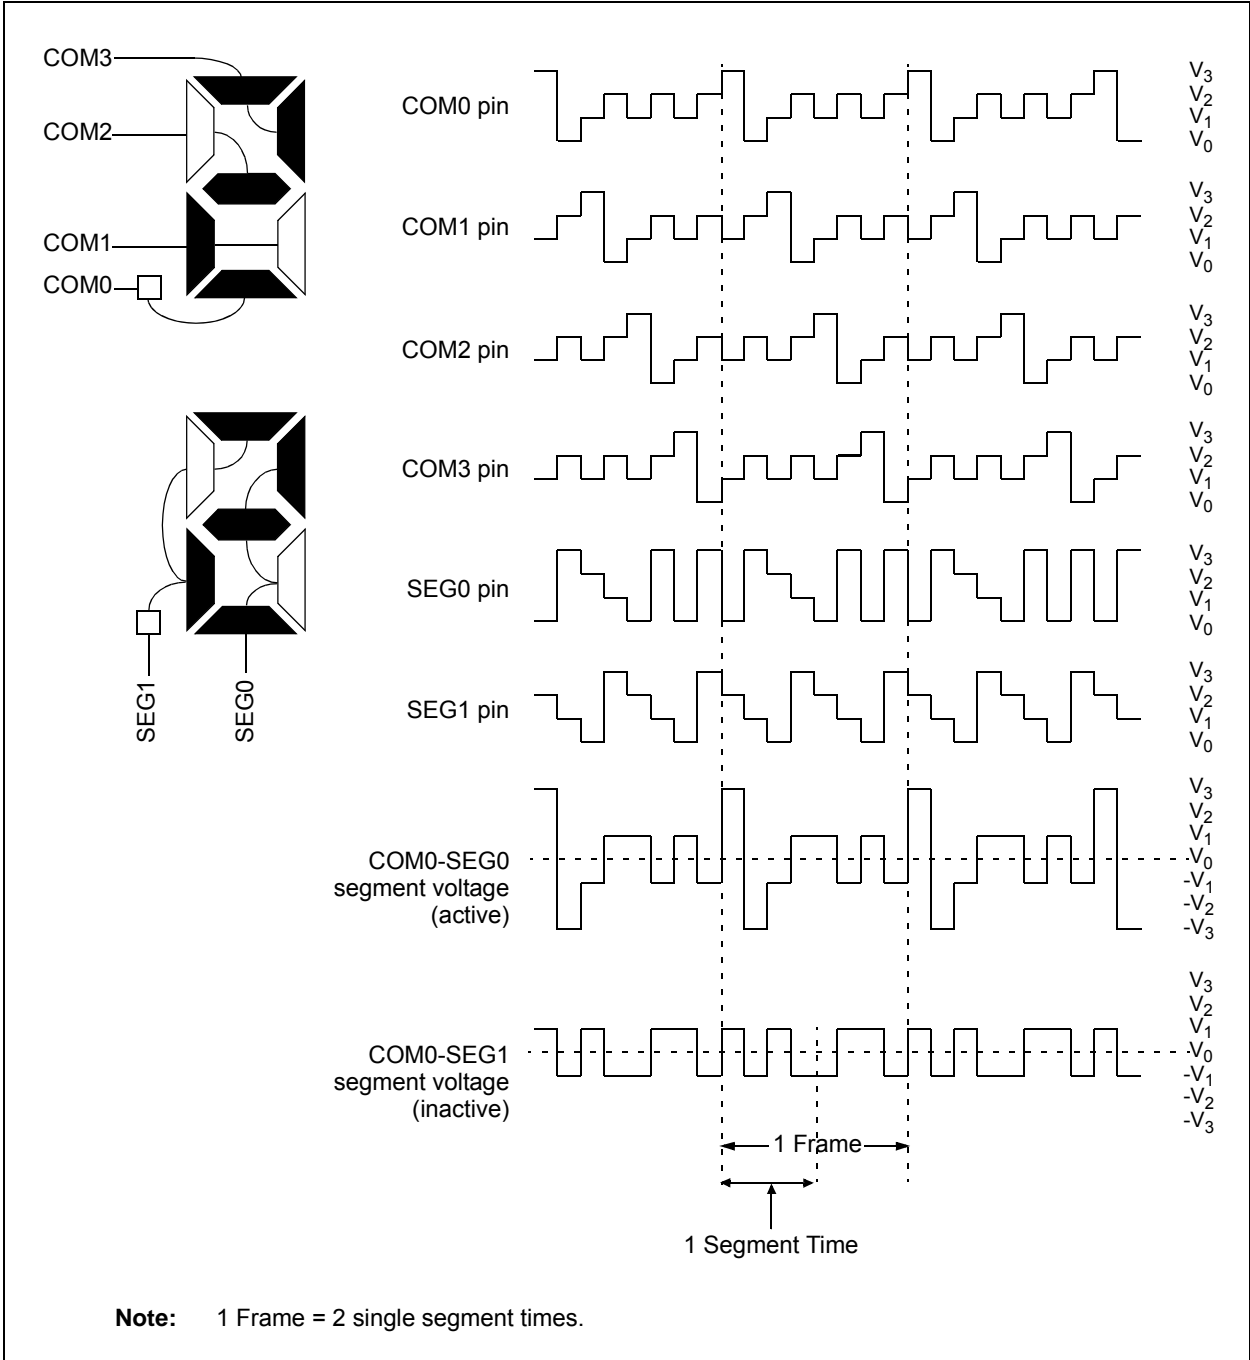 COM3
COM2
COM1
COM0
SEG1
SEG0
COM0 pin
V3
V2
V1
V0
COM1 pin
V3
V2
V1
V0
COM2 pin
V3
V2
V1
V0
COM3 pin
V3
V2
V1
V0
SEG0 pin
V3
V2
V1
V0
SEG1 pin
V3
V2
V1
V0
COM0-SEG0
segment voltage
(active)
V3
V2
V1
V0
-V1
-V2
-V3
COM0-SEG1
segment voltage
(inactive)
V3
V2
V1
V0
-V1
-V2
-V3
1 Frame
1 Segment Time
Note: 1 Frame = 2 single segment times.